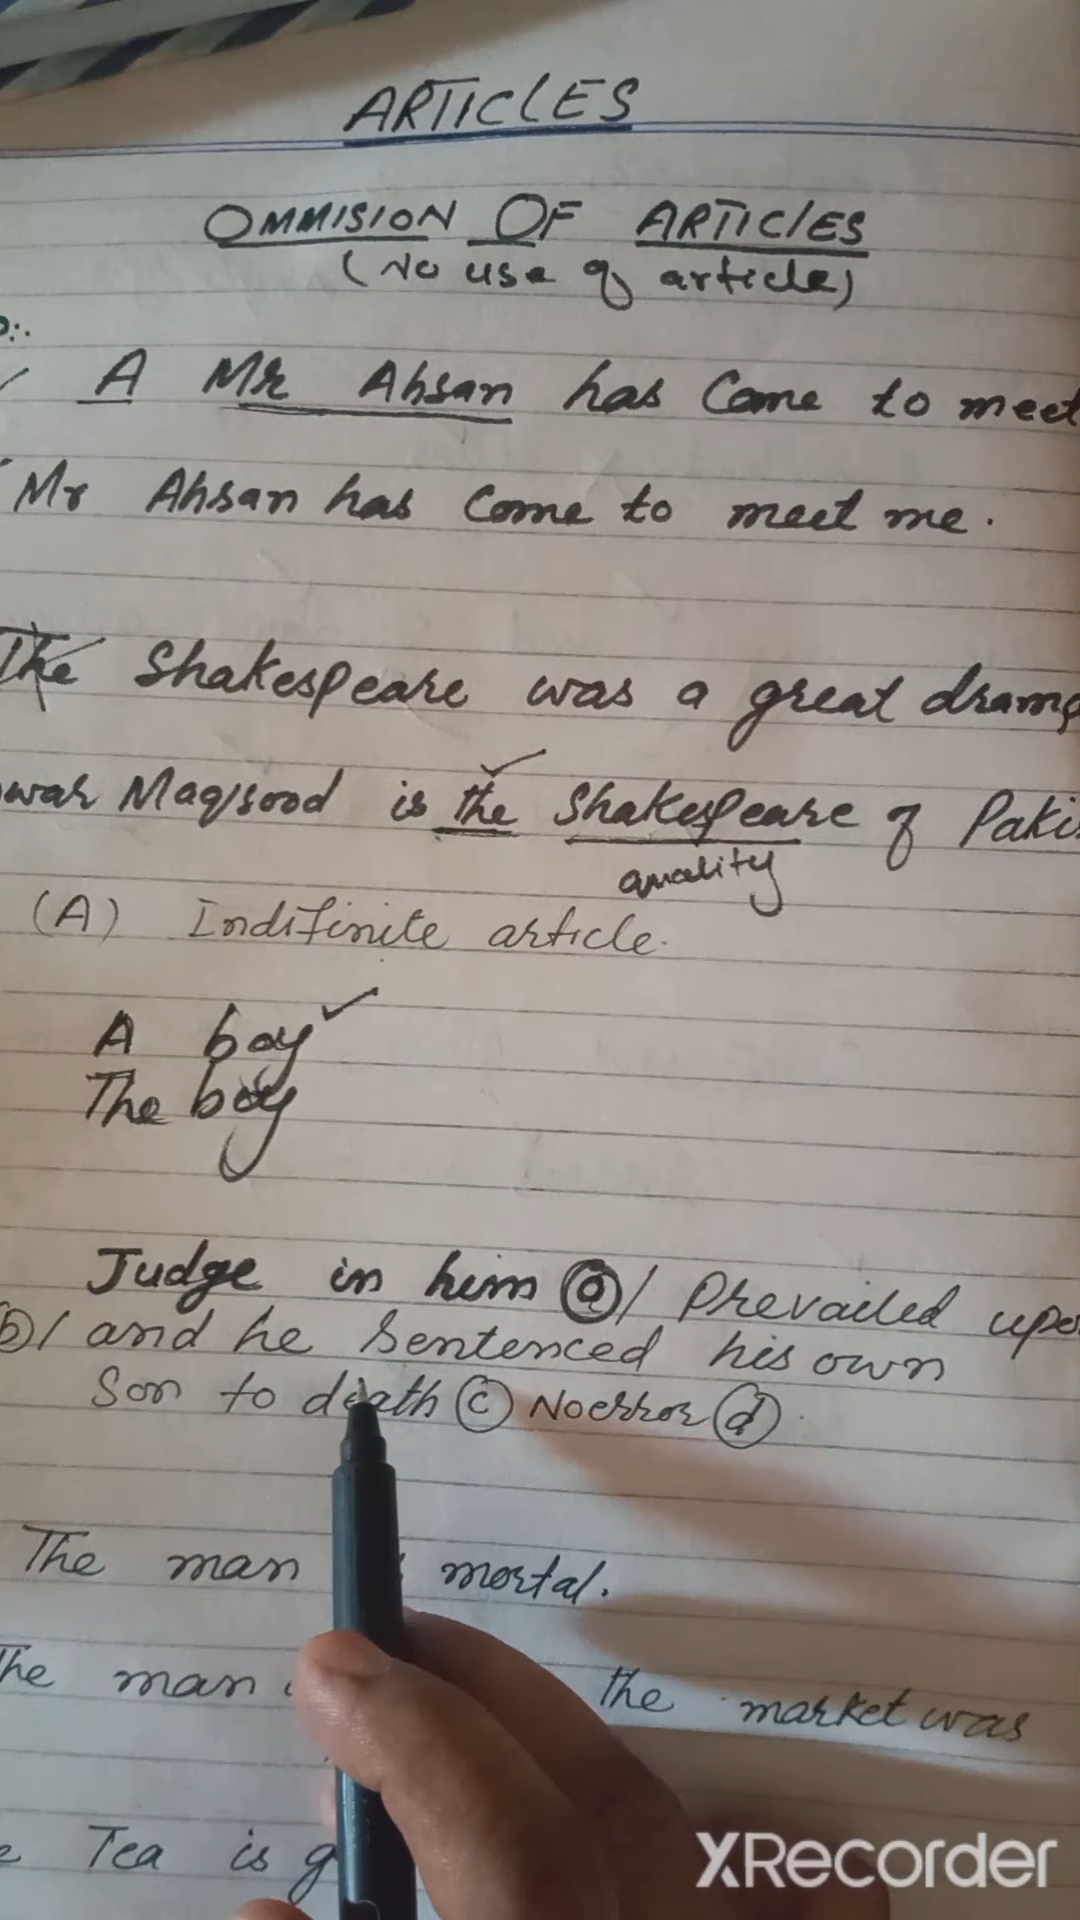 ARTICLES
OMMISION OF ARTICLES
(No use of article)
A Mr Ahsan has Come to meet
Mr Ahsan has Come to meet me.
The Shakespeare was a great drama
war Maqsood is the Shakespeare of Paki
quality
(A) Indifinite article.
A boy
The boy
Judge in him (a)/ Prevailed upo
(b)/ and he sentenced his own
Son to death (c) No error (d)
The man mortal.
The man the market was
Tea is g
XRecorder